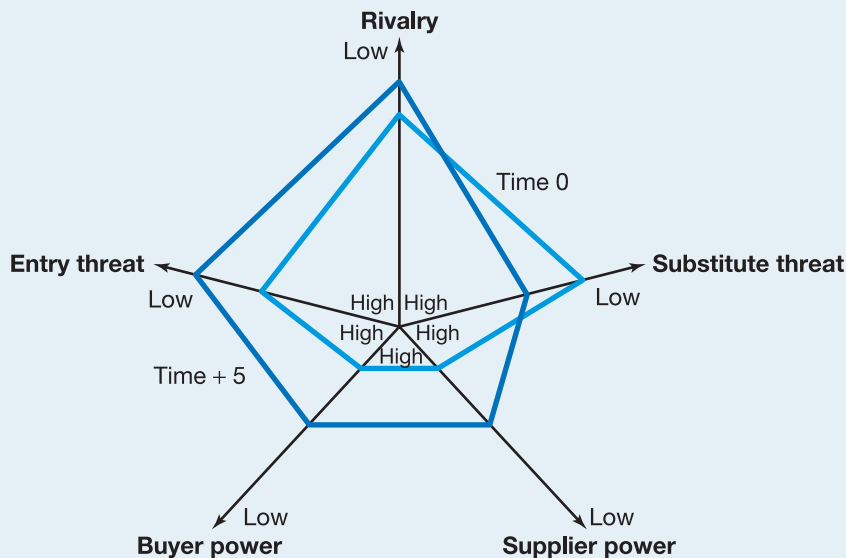 Rivalry
Low
Time 0
Entry threat
Substitute threat
Low
Low
High
High
High
High
High
Time + 5
Low
Low
Buyer power
Supplier power